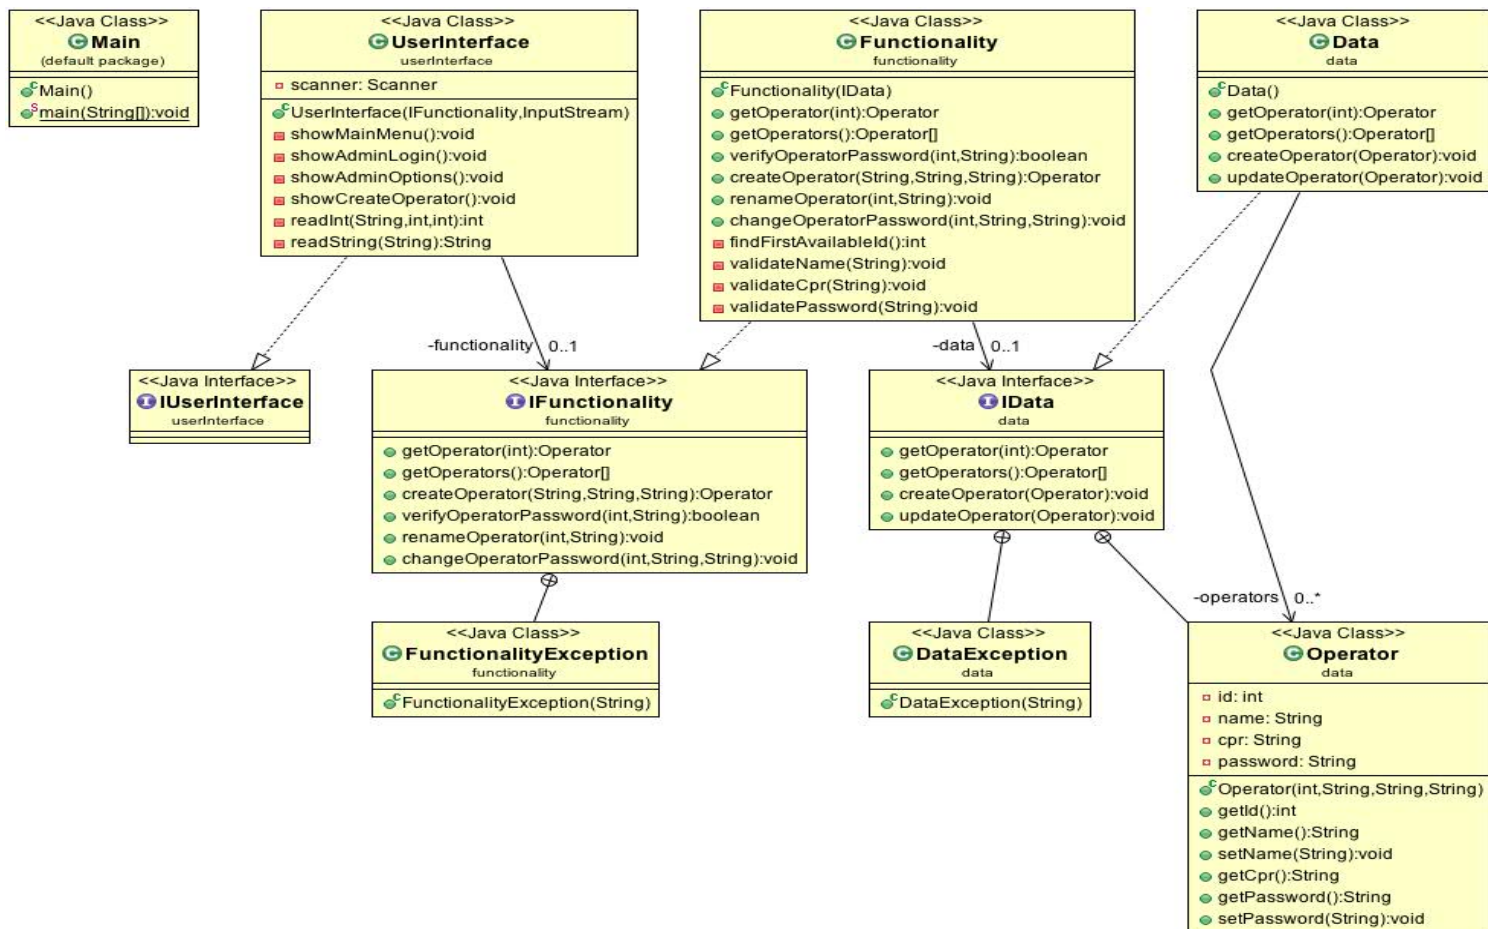 <<Java Class>>
Main
(default package)
Main()
main(String[]):void
<<Java Class>>
UserInterface
userInterface
scanner: Scanner
UserInterface(IFunctionality,InputStream)
showMainMenu():void
showAdminLogin():void
showAdminOptions():void
showCreateOperator():void
readInt(String,int,int):int
readString(String):String
<<Java Class>>
Functionality
functionality
Functionality(IData)
getOperator(int):Operator
getOperators():Operator[]
verifyOperatorPassword(int,String):boolean
createOperator(String,String,String):Operator
renameOperator(int,String):void
changeOperatorPassword(int,String,String):void
findFirstAvailableId():int
validateName(String):void
validateCpr(String):void
validatePassword(String):void
<<Java Class>>
Data
data
Data()
getOperator(int):Operator
getOperators():Operator[]
createOperator(Operator):void
updateOperator(Operator):void
-functionality 0..1
-data 0..1
<<Java Interface>>
IUserInterface
userInterface
<<Java Interface>>
IFunctionality
functionality
getOperator(int):Operator
getOperators():Operator[]
createOperator(String,String,String):Operator
verifyOperatorPassword(int,String):boolean
renameOperator(int,String):void
changeOperatorPassword(int,String,String):void
<<Java Interface>>
IData
data
getOperator(int):Operator
getOperators():Operator[]
createOperator(Operator):void
updateOperator(Operator):void
-operators 0..*
<<Java Class>>
FunctionalityException
functionality
FunctionalityException(String)
<<Java Class>>
DataException
data
DataException(String)
<<Java Class>>
Operator
data
id: int
name: String
cpr: String
password: String
Operator(int,String,String,String)
getId():int
getName():String
setName(String):void
getCpr():String
getPassword():String
setPassword(String):void